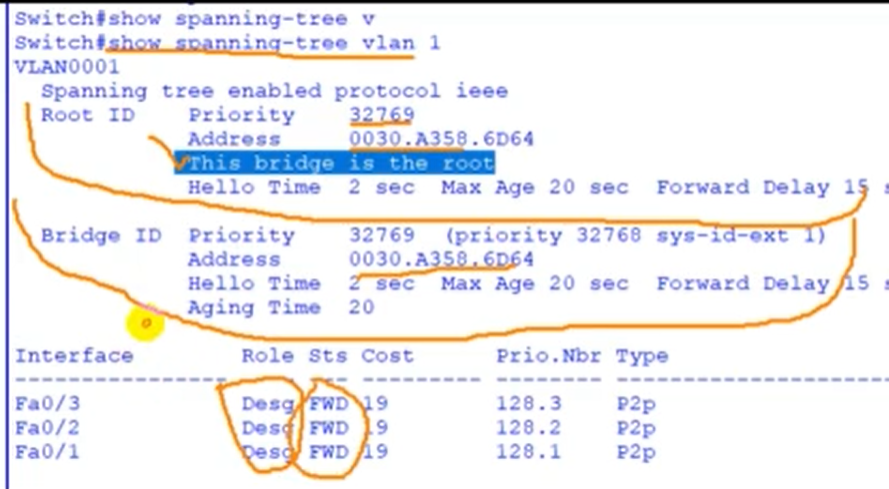 Switch#show spanning-tree v
Switch#show spanning-tree vlan 1
VLAN0001
Spanning tree enabled protocol ieee
Root ID Priority 32769
Address 0030.A358.6D64
This bridge is the root
Hello Time 2 sec Max Age 20 sec Forward Delay 15 s
Bridge ID Priority 32769 (priority 32768 sys-id-ext 1)
Address 0030.A358.6D64
Hello Time 2 sec Max Age 20 sec Forward Delay 15 s
Aging Time 20
Interface Role Sts Cost Prio.Nbr Type
---------------- ---- --- --------- -------- --------------------------------
Fa0/3 Desg FWD 19 128.3 P2p
Fa0/2 Desg FWD 19 128.2 P2p
Fa0/1 Desg FWD 19 128.1 P2p